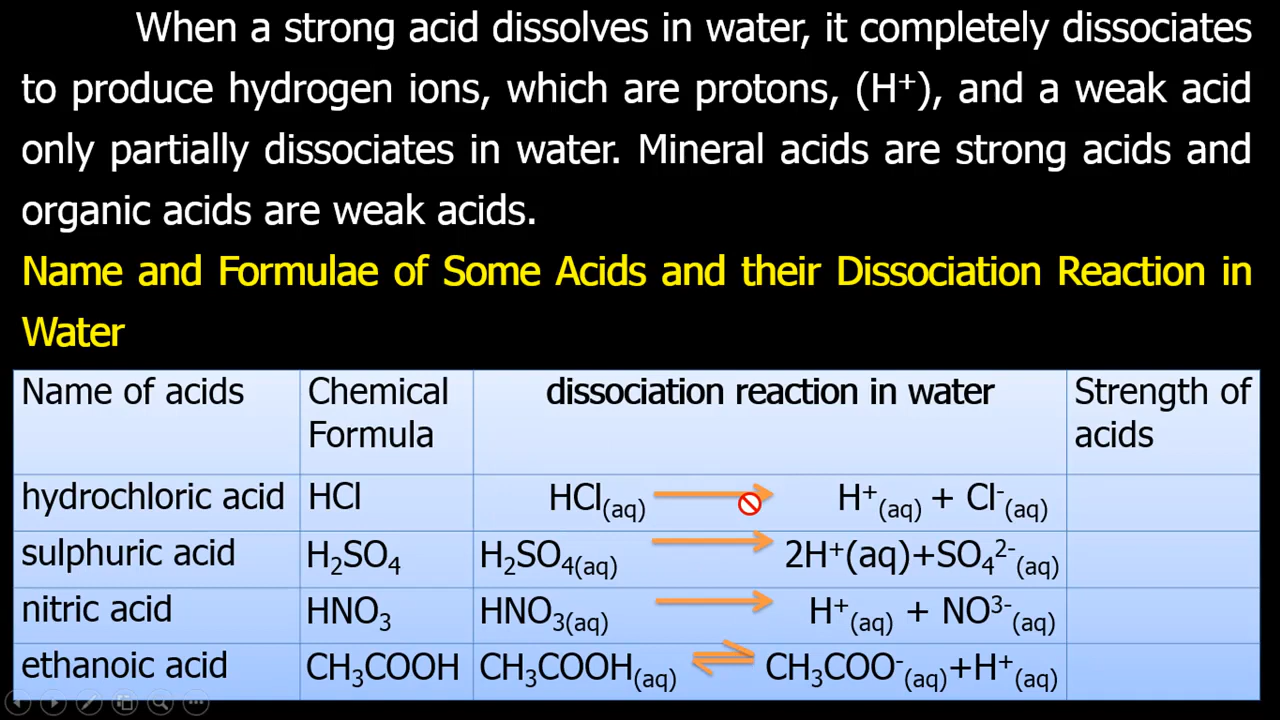 When a strong acid dissolves in water, it completely dissociates
to produce hydrogen ions, which are protons, (H⁺), and a weak acid
only partially dissociates in water. Mineral acids are strong acids and
organic acids are weak acids.
Name and Formulae of Some Acids and their Dissociation Reaction in
Water
Name of acids Chemical Formula dissociation reaction in water Strength of acids
hydrochloric acid HCl HCl₍aq₎ ⟶ H⁺₍aq₎ + Cl⁻₍aq₎
sulphuric acid H₂SO₄ H₂SO₄₍aq₎ ⟶ 2H⁺(aq)+SO₄²⁻₍aq₎
nitric acid HNO₃ HNO₃₍aq₎ ⟶ H⁺₍aq₎ + NO³⁻₍aq₎
ethanoic acid CH₃COOH CH₃COOH₍aq₎ ⇌ CH₃COO⁻₍aq₎+H⁺₍aq₎